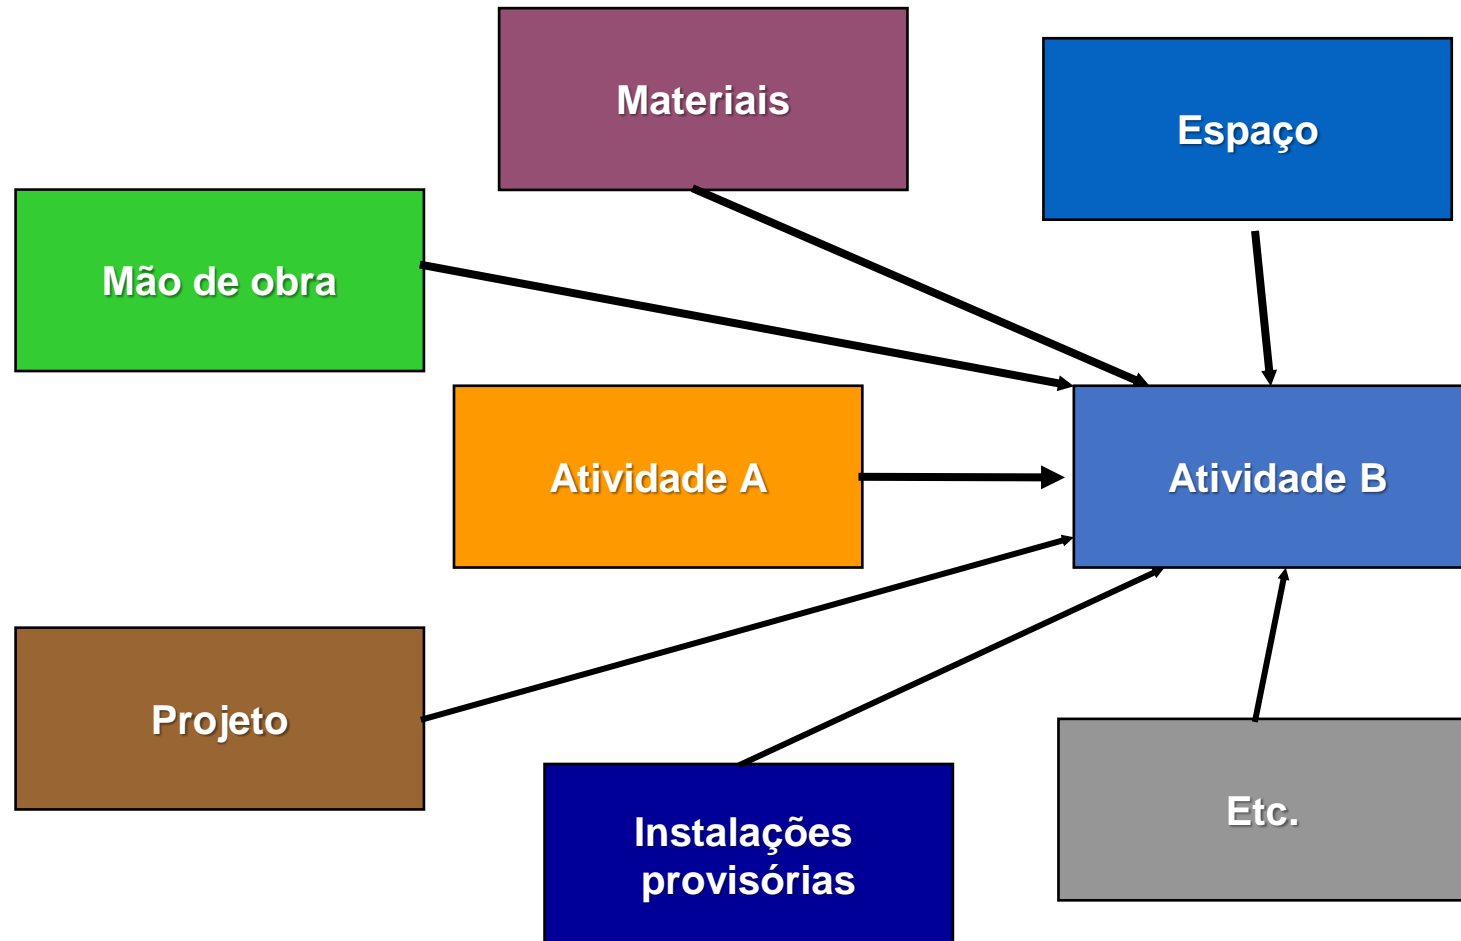 Materiais
Espaço
Mão de obra
Atividade A
Atividade B
Projeto
Instalações
provisórias
Etc.